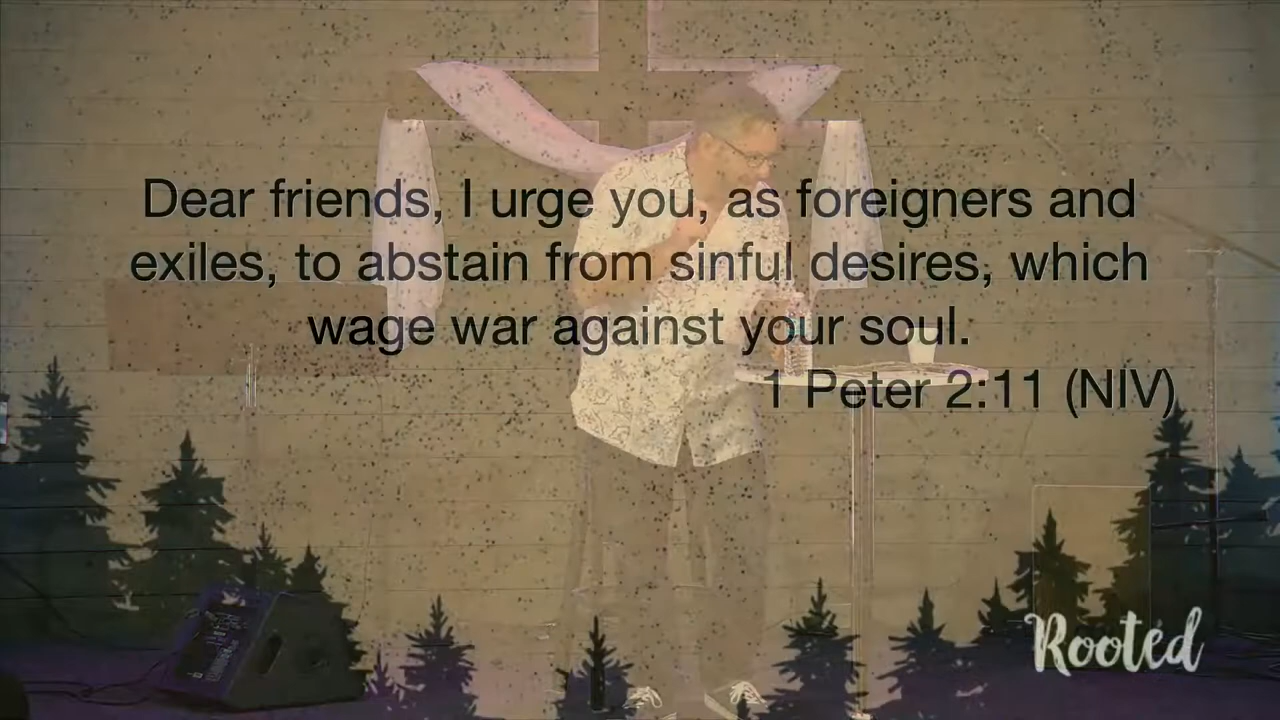 Dear friends, I urge you, as foreigners and
exiles, to abstain from sinful desires, which
wage war against your soul.
1 Peter 2:11 (NIV)
Rooted